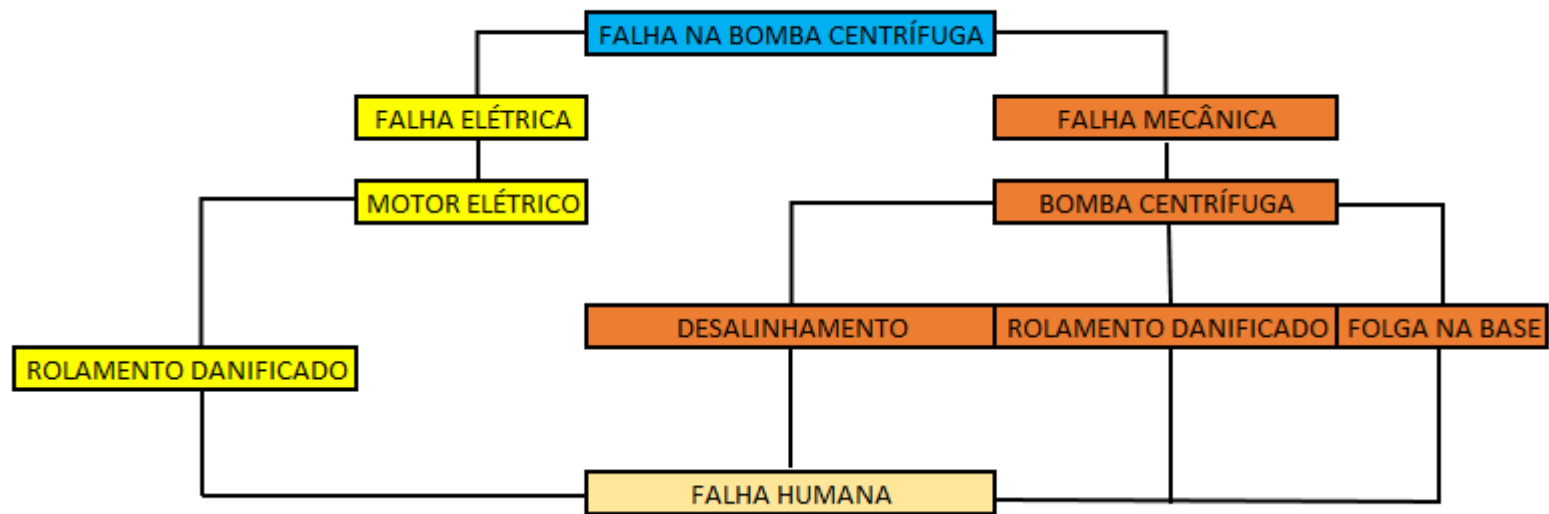 FALHA NA BOMBA CENTRÍFUGA
FALHA ELÉTRICA
FALHA MECÂNICA
MOTOR ELÉTRICO
BOMBA CENTRÍFUGA
DESALINHAMENTO
ROLAMENTO DANIFICADO
FOLGA NA BASE
ROLAMENTO DANIFICADO
FALHA HUMANA